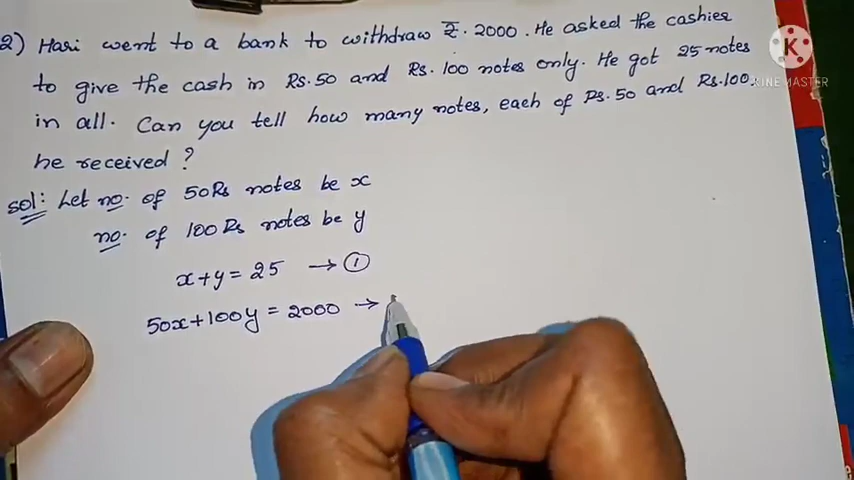 2) Hari went to a bank to withdraw ₹. 2000. He asked the cashier
to give the cash in Rs.50 and Rs.100 notes only. He got 25 notes
in all. Can you tell how many notes, each of Rs.50 and Rs.100.
he received ?
sol: Let no. of 50Rs notes be x
no. of 100Rs notes be y
x+y = 25 → ①
50x+100y = 2000 →
K
KINE MASTER